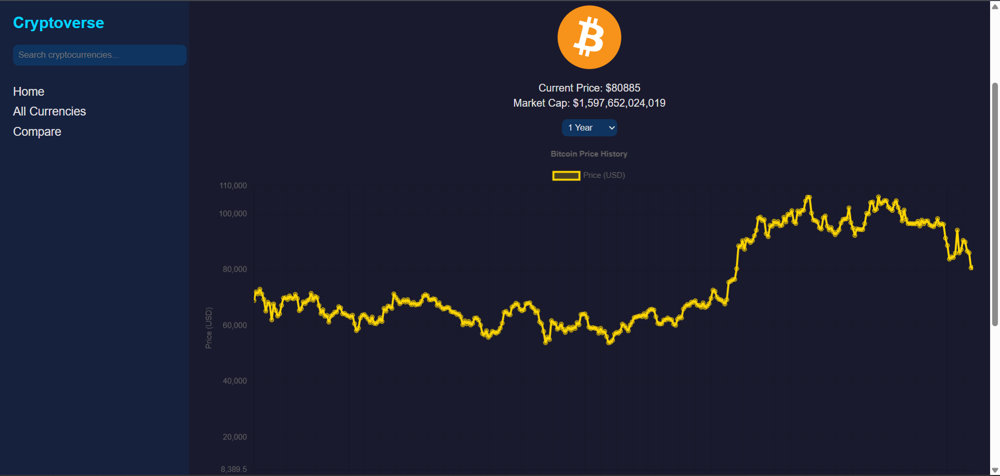 Cryptoverse
Search cryptocurrencies...
Home
All Currencies
Compare
Current Price: $80885
Market Cap: $1,597,652,024,019
1 Year
Bitcoin Price History
Price (USD)
110,000
100,000
80,000
60,000
40,000
20,000
8,389.5
Price (USD)